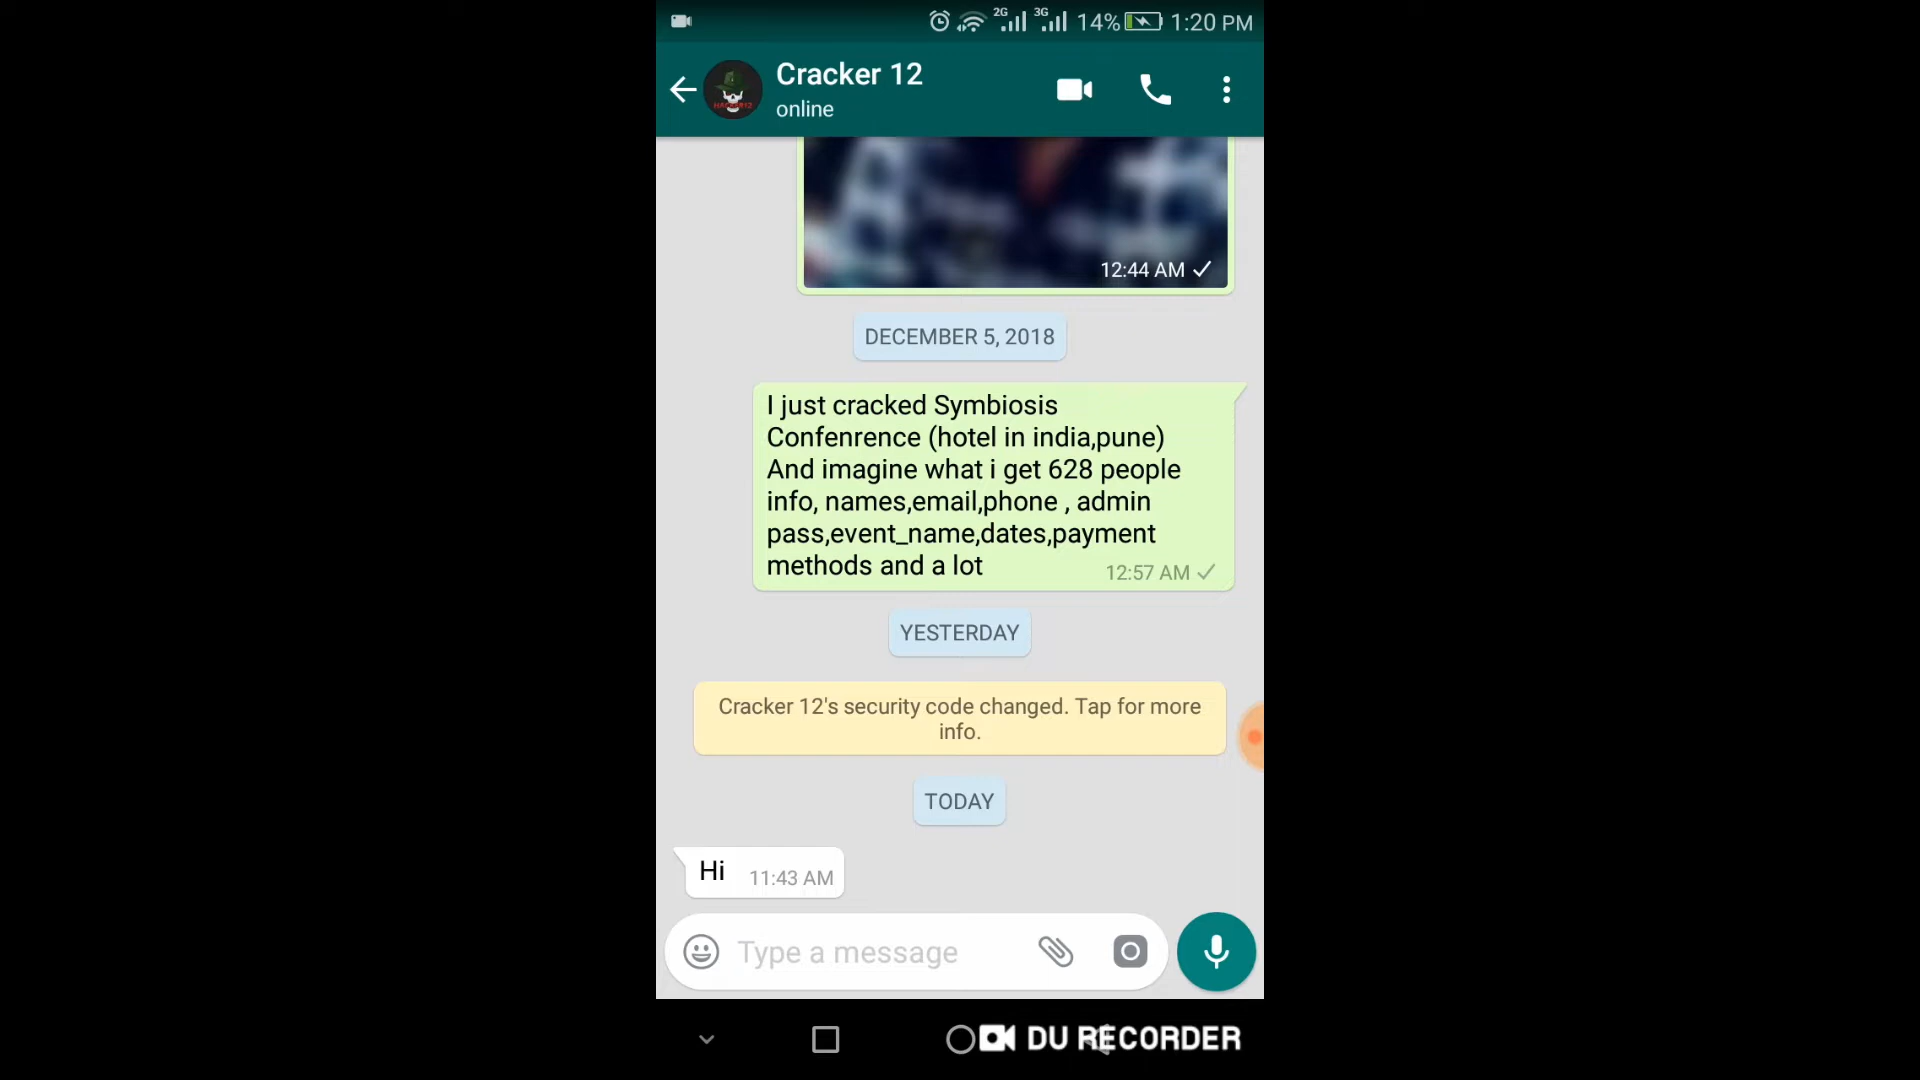 2G 3G 14% 1:20 PM
Cracker 12
online
12:44 AM
DECEMBER 5, 2018
I just cracked Symbiosis
Confenrence (hotel in india,pune)
And imagine what i get 628 people
info, names,email,phone , admin
pass,event_name,dates,payment
methods and a lot
12:57 AM
YESTERDAY
Cracker 12's security code changed. Tap for more
info.
TODAY
Hi 11:43 AM
Type a message
DU RECORDER